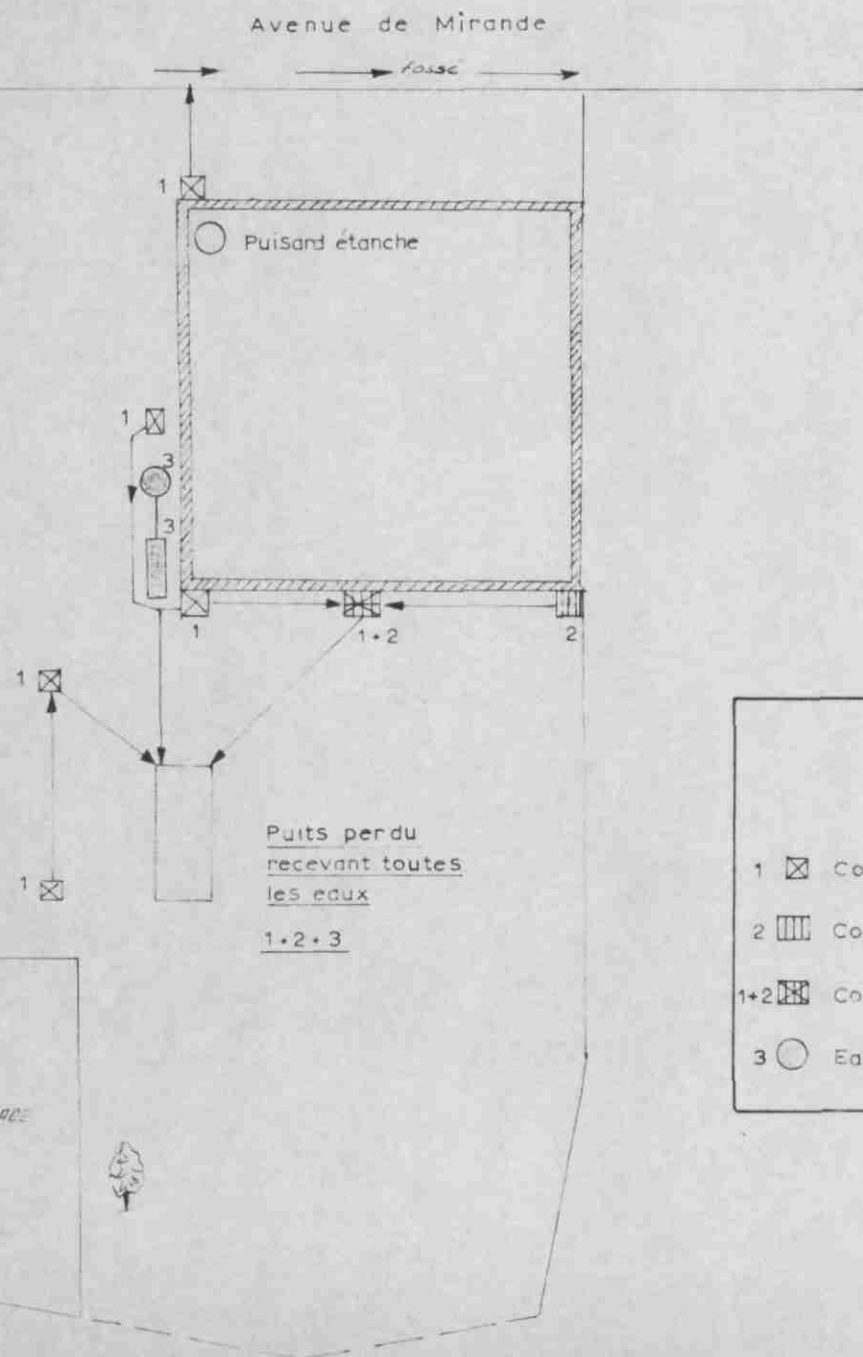 Avenue de Mirande
fossé
1
Puisard étanche
1
3
3
1
1+2
2
1
Puits perdu
recevant toutes
les eaux
1+2+3
1
1 Co
2 Co
1+2 Co
3 Ea
ACE